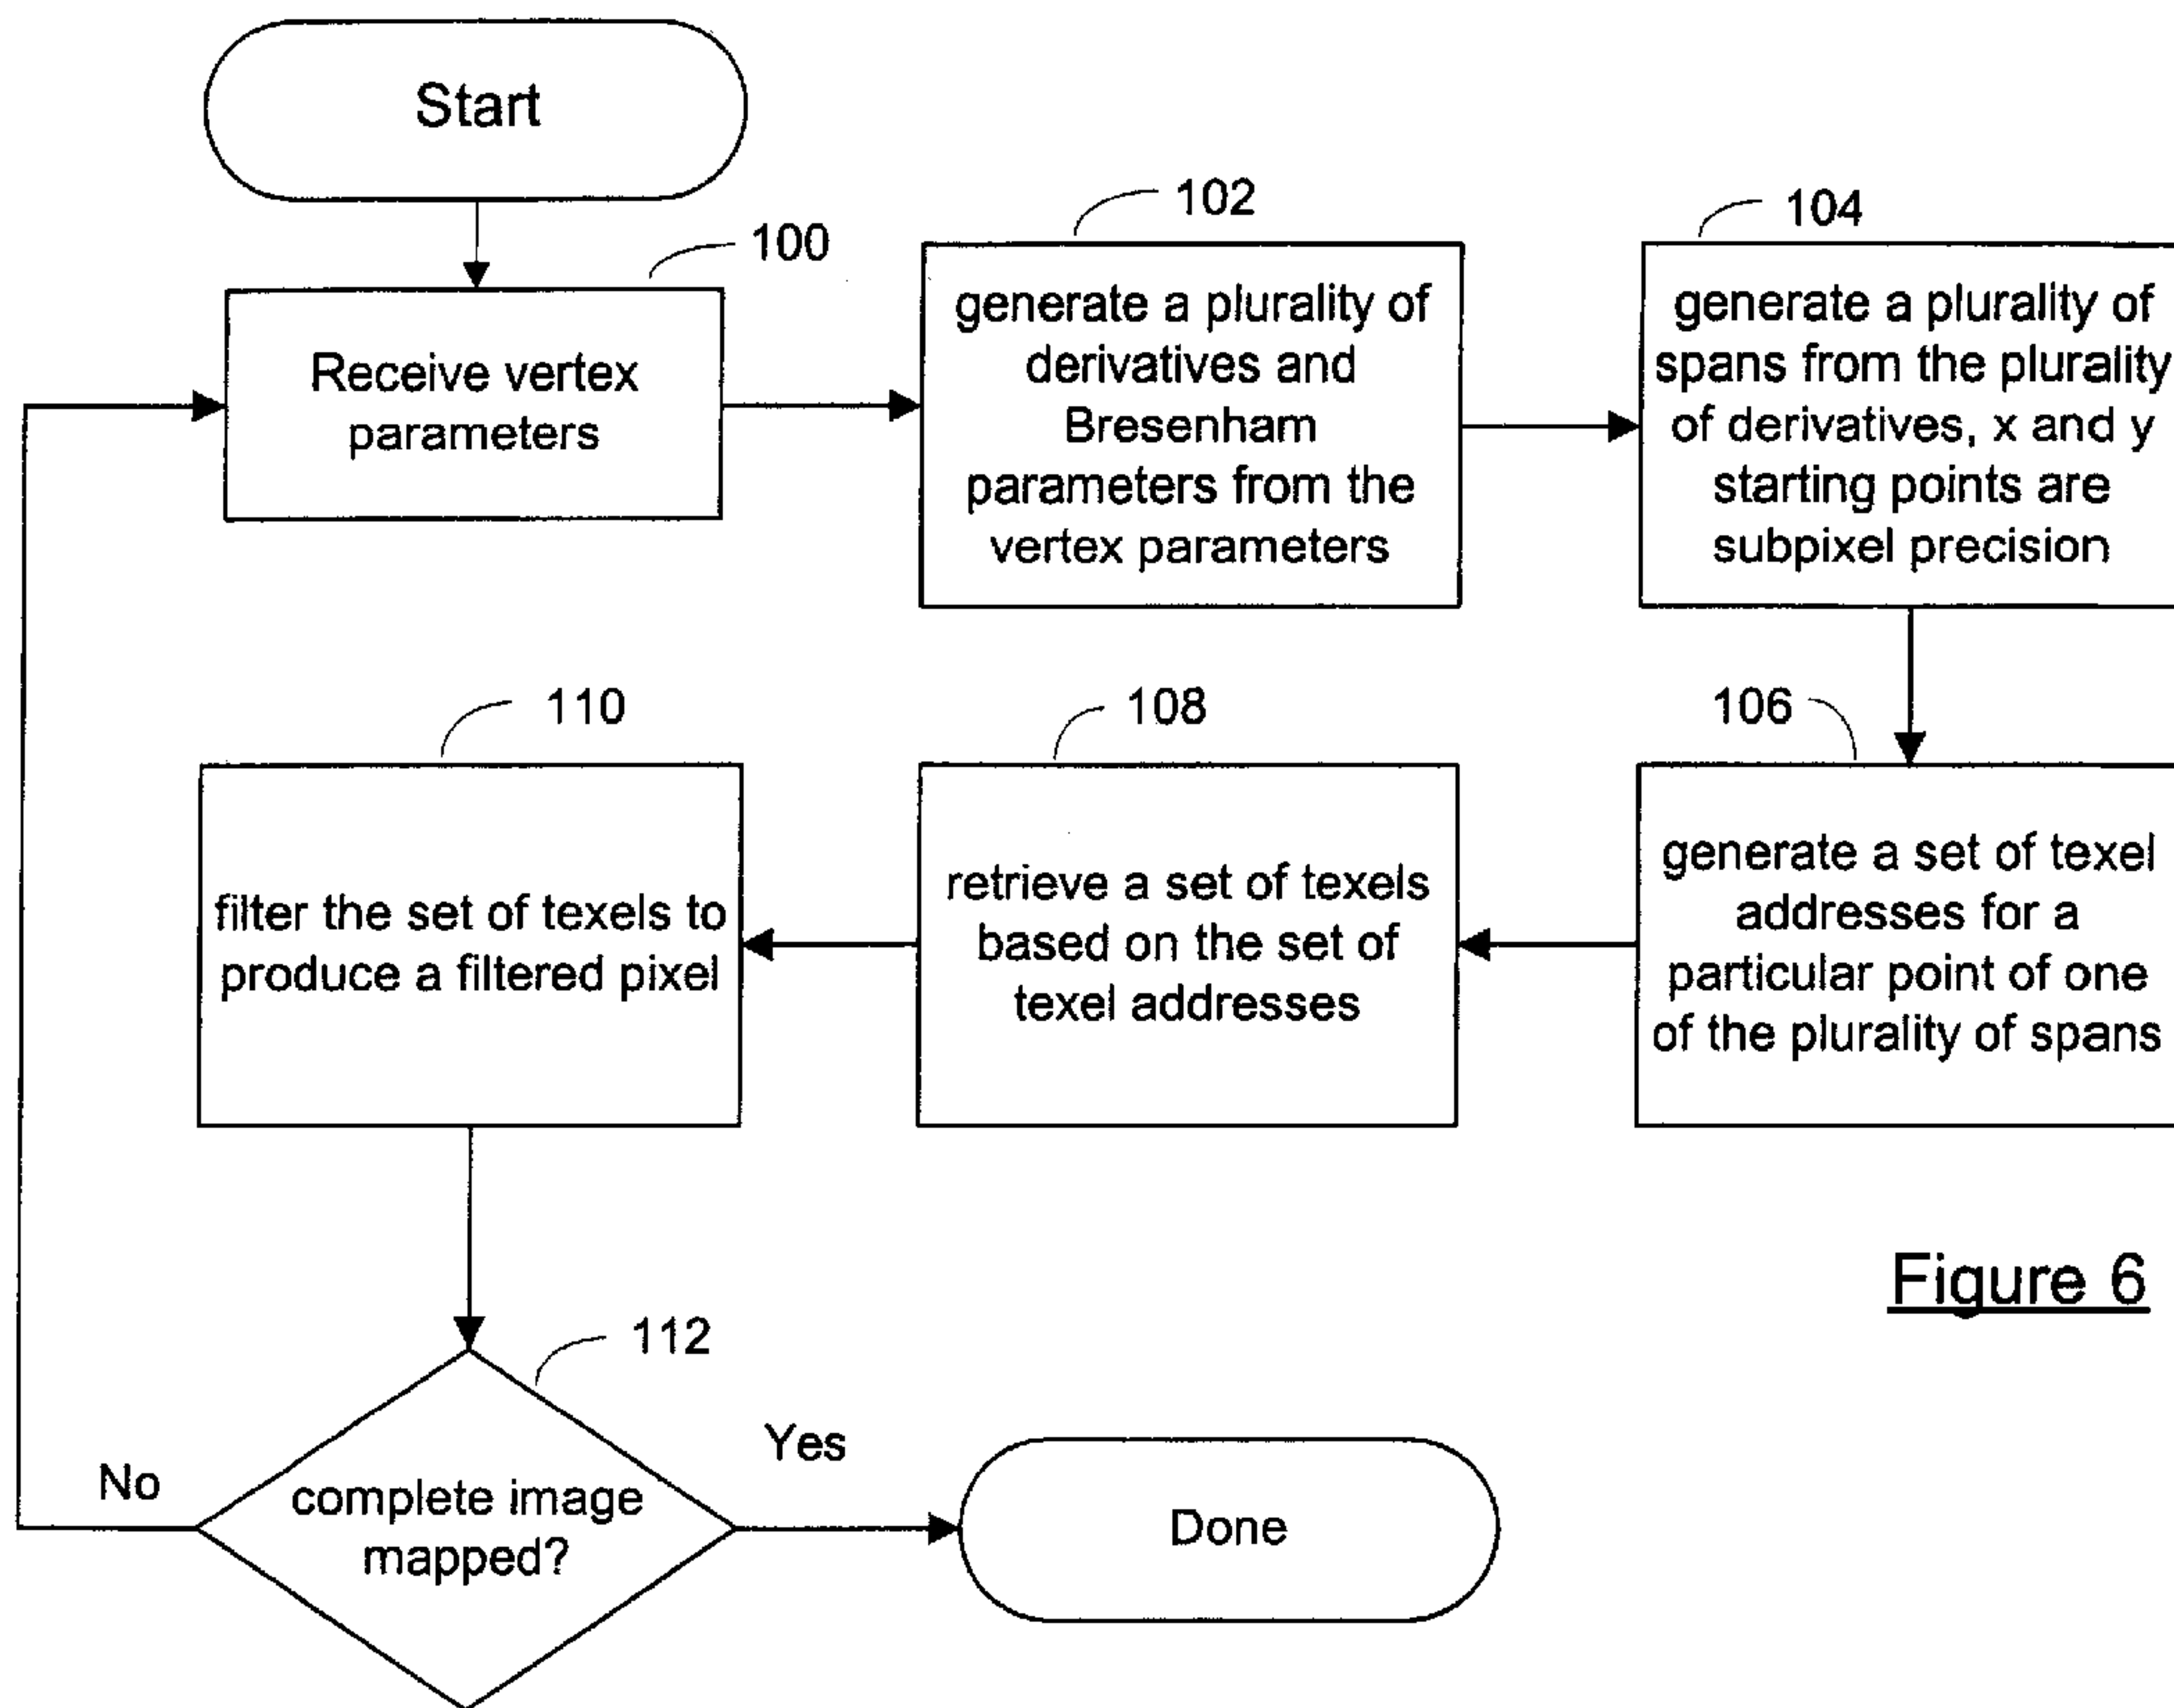 Start
100
Receive vertex
parameters
102
generate a plurality of
derivatives and
Bresenham
parameters from the
vertex parameters
104
generate a plurality of
spans from the plurality
of derivatives, x and y
starting points are
subpixel precision
106
generate a set of texel
addresses for a
particular point of one
of the plurality of spans
108
retrieve a set of texels
based on the set of
texel addresses
110
filter the set of texels to
produce a filtered pixel
112
complete image
mapped?
No
Yes
Done
Figure 6